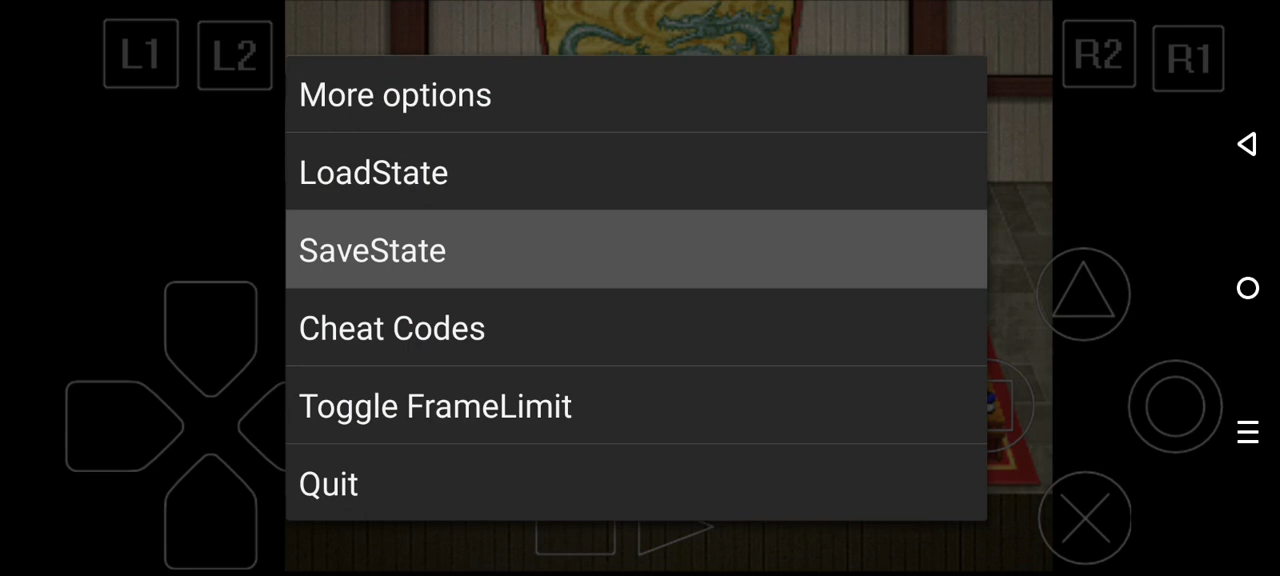 L1 L2 R2 R1
More options
LoadState
SaveState
Cheat Codes
Toggle FrameLimit
Quit